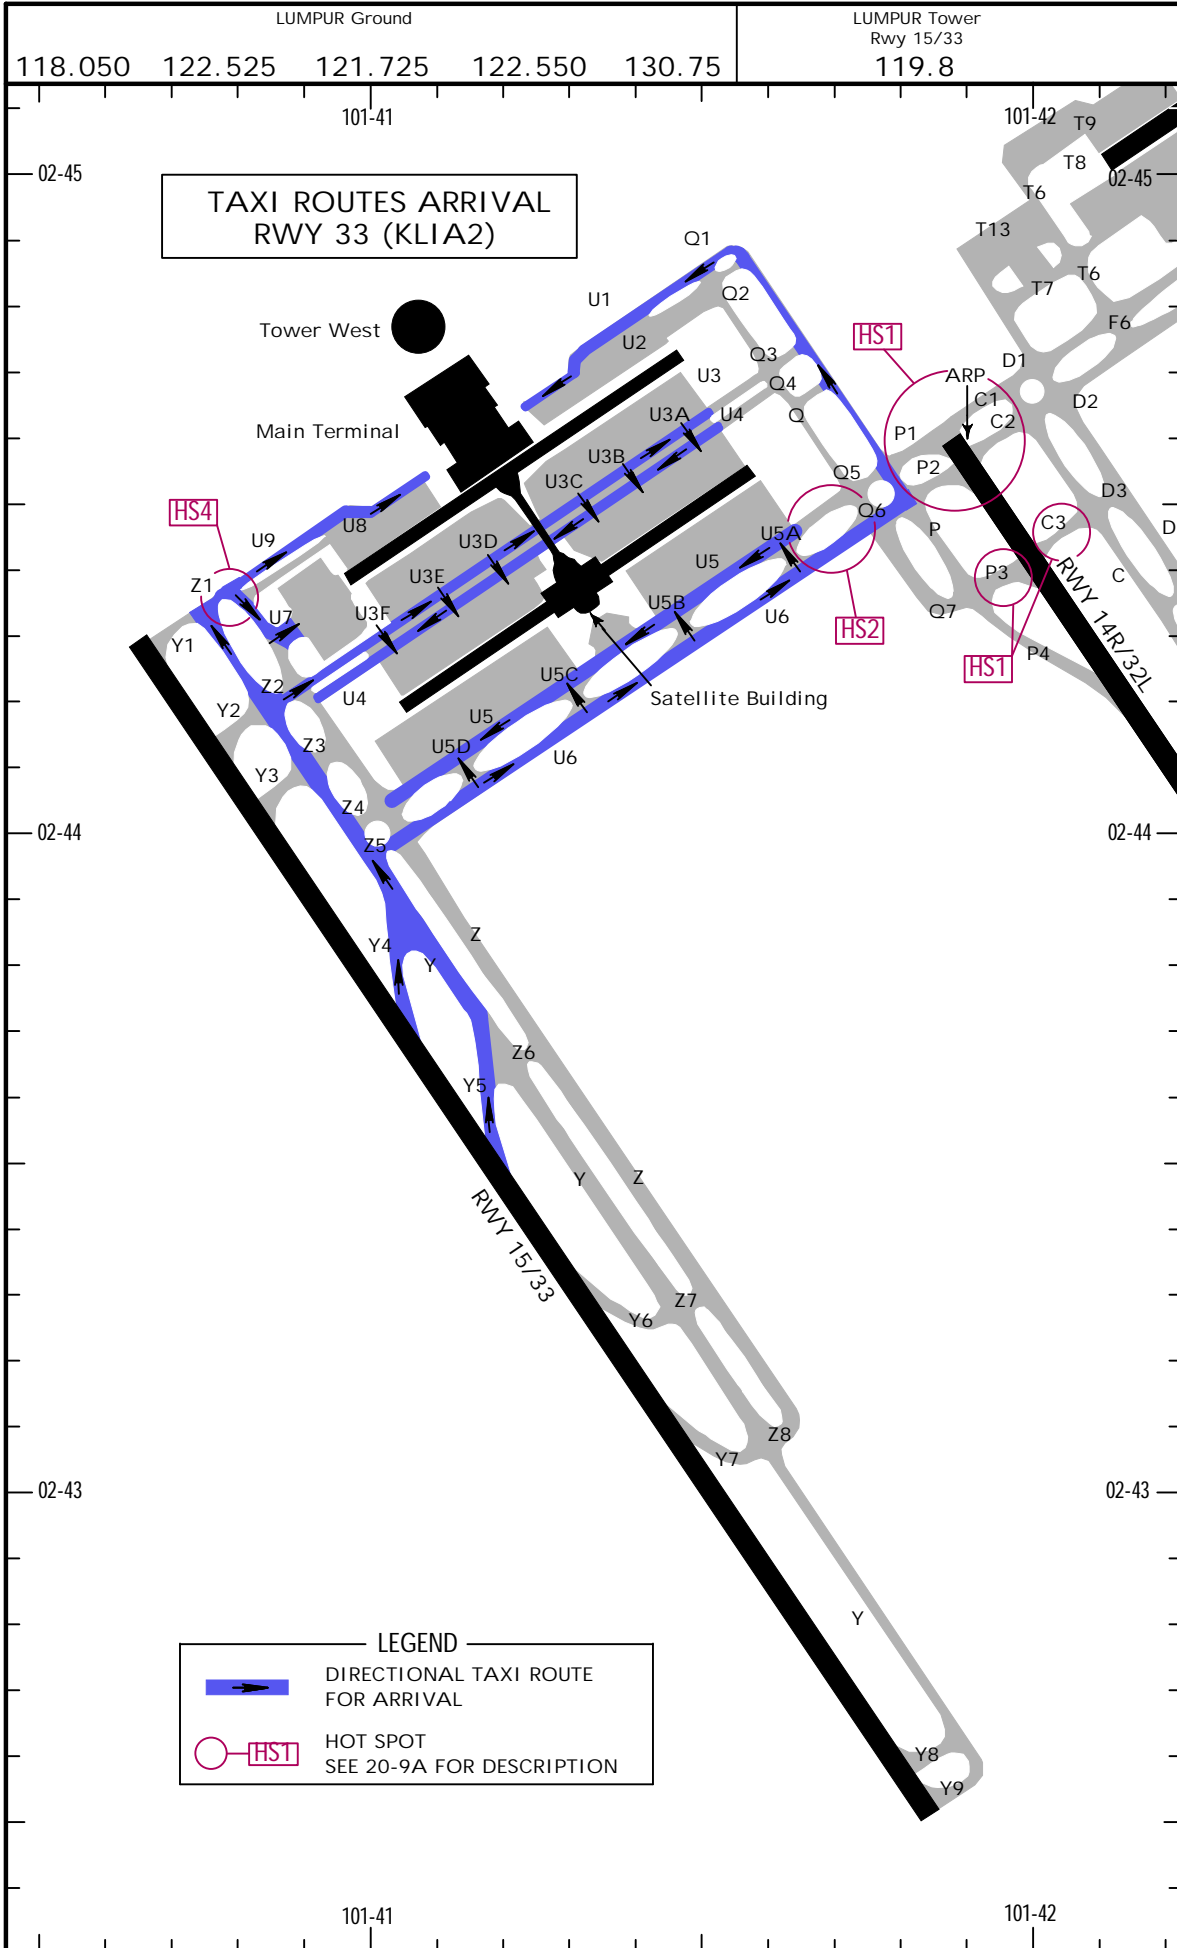 LUMPUR Ground
LUMPUR Tower
Rwy 15/33
118.050 122.525 121.725 122.550 130.75 119.8
101-41 101-42
T9
02-45 T8 02-45
TAXI ROUTES ARRIVAL
RWY 33 (KLIA2)
T6
T13
Q1
T6
T7
Q2
U1
F6
Tower West
HS1
U2
Q3
D1
ARP
U3
Q4
C1
D2
U3A U4 Q
C2
Main Terminal
P1
U3B
P2
Q5
U3C
D3
HS4
Q6
U8
C3
P
D
U5A
U9
U3D
U5
RWY 14R/32L
P3
C
Z1
U3E
U5B
Q7
U7
U3F
U6
HS2
Y1
P4
HS1
U5C
Z2
U4
Satellite Building
Y2
U5
Z3
U5D
U6
Y3
Z4
02-44 02-44
Z5
Z
Y4
Y
Z6
Y5
Y Z
RWY 15/33
Z7
Y6
Z8
Y7
02-43 02-43
Y
LEGEND
DIRECTIONAL TAXI ROUTE
FOR ARRIVAL
HS1 HOT SPOT
SEE 20-9A FOR DESCRIPTION
Y8
Y9
101-41 101-42